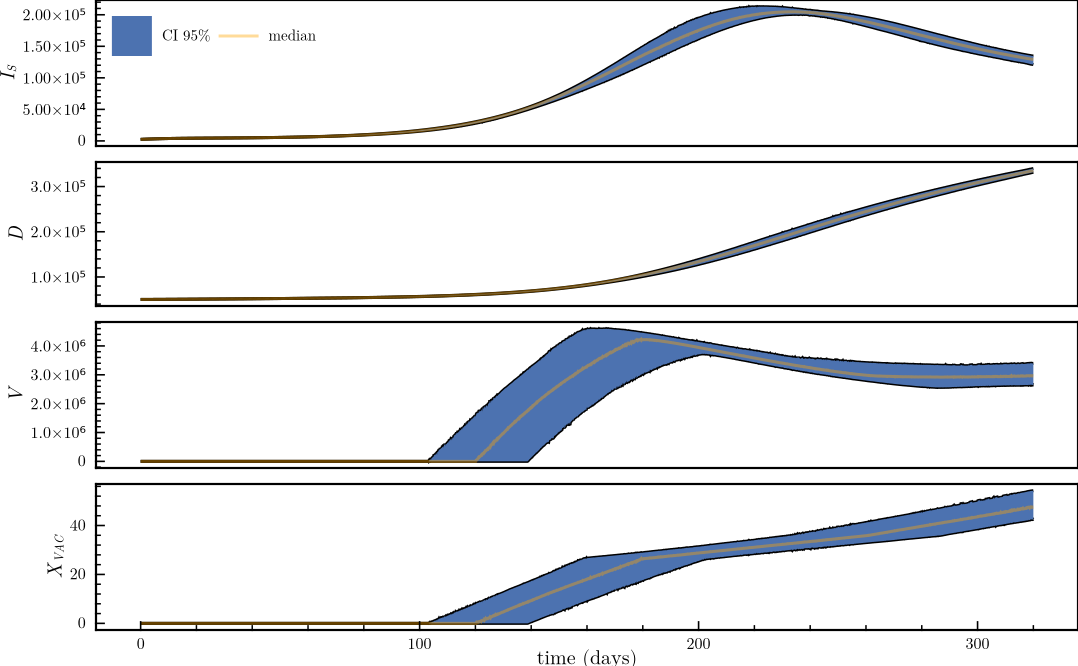 2.00×10⁵
1.50×10⁵
1.00×10⁵
5.00×10⁴
0
I_S
CI 95% median
3.0×10⁵
2.0×10⁵
1.0×10⁵
D
4.0×10⁶
3.0×10⁶
2.0×10⁶
1.0×10⁶
0
V
40
20
0
X_VAC
0 100 200 300
time (days)